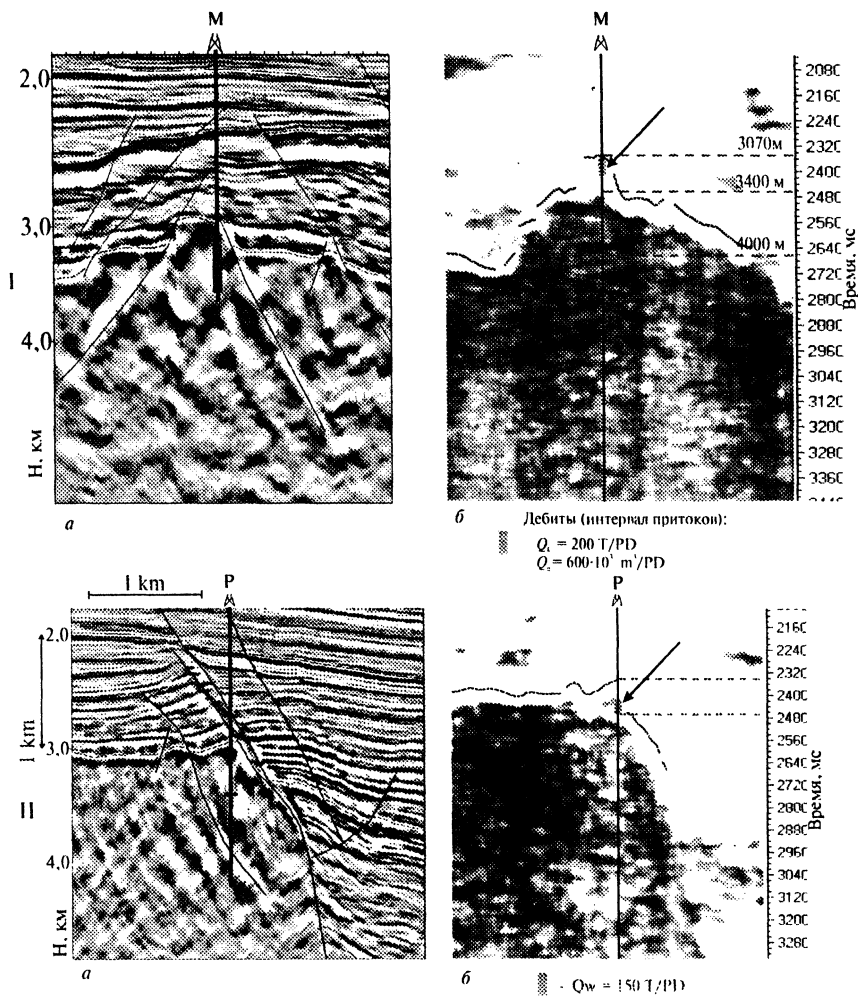 M
M
2.0
3.0
4.0
Н, км
I
2080
2160
2240
2320
2400
2480
2560
2640
2720
2800
2880
2960
3040
3120
3200
3280
3360
Время, мс
3070м
3400 м
4000 м
а
б
Дебиты (интервал притоков):
= 200 T/PD
= 600·10³ m³/PD
1 km
P
P
2.0
3.0
4.0
1 km
Н, км
II
2160
2240
2320
2400
2480
2560
2640
2720
2800
2880
2960
3040
3120
3200
3280
Время, мс
а
б
- Qw = 150 T/PD